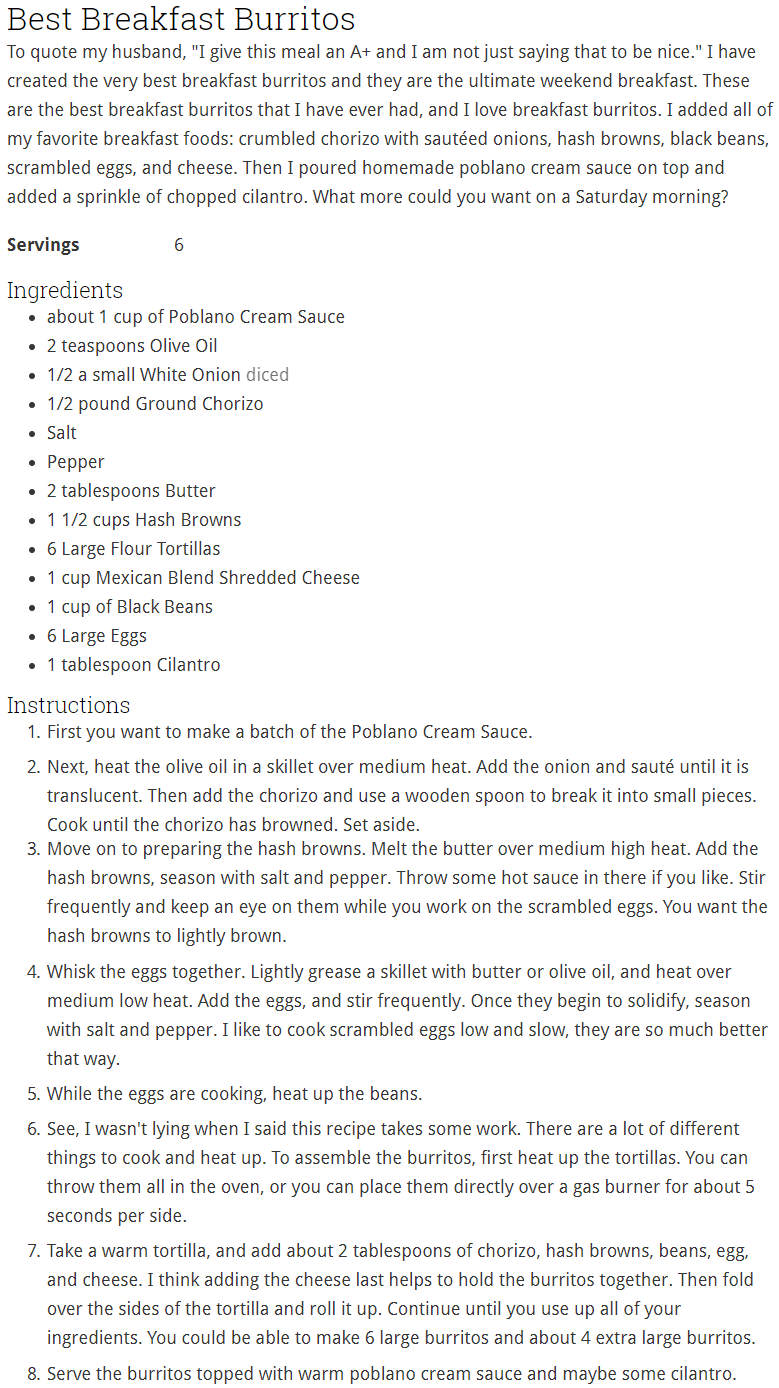 Best Breakfast Burritos
To quote my husband, "I give this meal an A+ and I am not just saying that to be nice." I have
created the very best breakfast burritos and they are the ultimate weekend breakfast. These
are the best breakfast burritos that I have ever had, and I love breakfast burritos. I added all of
my favorite breakfast foods: crumbled chorizo with sautéed onions, hash browns, black beans,
scrambled eggs, and cheese. Then I poured homemade poblano cream sauce on top and
added a sprinkle of chopped cilantro. What more could you want on a Saturday morning?
Servings 6
Ingredients
• about 1 cup of Poblano Cream Sauce
• 2 teaspoons Olive Oil
• 1/2 a small White Onion diced
• 1/2 pound Ground Chorizo
• Salt
• Pepper
• 2 tablespoons Butter
• 1 1/2 cups Hash Browns
• 6 Large Flour Tortillas
• 1 cup Mexican Blend Shredded Cheese
• 1 cup of Black Beans
• 6 Large Eggs
• 1 tablespoon Cilantro
Instructions
1. First you want to make a batch of the Poblano Cream Sauce.
2. Next, heat the olive oil in a skillet over medium heat. Add the onion and sauté until it is
translucent. Then add the chorizo and use a wooden spoon to break it into small pieces.
Cook until the chorizo has browned. Set aside.
3. Move on to preparing the hash browns. Melt the butter over medium high heat. Add the
hash browns, season with salt and pepper. Throw some hot sauce in there if you like. Stir
frequently and keep an eye on them while you work on the scrambled eggs. You want the
hash browns to lightly brown.
4. Whisk the eggs together. Lightly grease a skillet with butter or olive oil, and heat over
medium low heat. Add the eggs, and stir frequently. Once they begin to solidify, season
with salt and pepper. I like to cook scrambled eggs low and slow, they are so much better
that way.
5. While the eggs are cooking, heat up the beans.
6. See, I wasn't lying when I said this recipe takes some work. There are a lot of different
things to cook and heat up. To assemble the burritos, first heat up the tortillas. You can
throw them all in the oven, or you can place them directly over a gas burner for about 5
seconds per side.
7. Take a warm tortilla, and add about 2 tablespoons of chorizo, hash browns, beans, egg,
and cheese. I think adding the cheese last helps to hold the burritos together. Then fold
over the sides of the tortilla and roll it up. Continue until you use up all of your
ingredients. You could be able to make 6 large burritos and about 4 extra large burritos.
8. Serve the burritos topped with warm poblano cream sauce and maybe some cilantro.